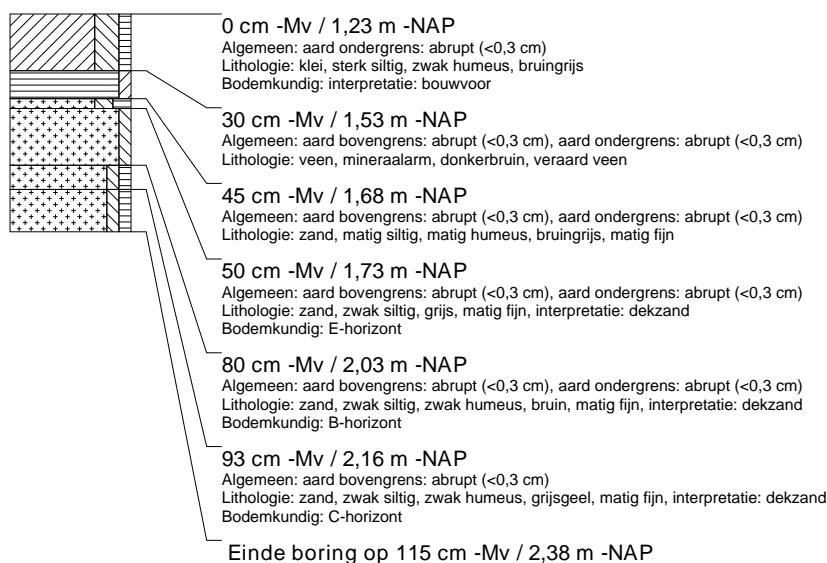 0 cm -Mv / 1,23 m -NAP
Algemeen: aard ondergrens: abrupt (<0,3 cm)
Lithologie: klei, sterk siltig, zwak humeus, bruingrijs
Bodemkundig: interpretatie: bouwvoor
30 cm -Mv / 1,53 m -NAP
Algemeen: aard bovengrens: abrupt (<0,3 cm), aard ondergrens: abrupt (<0,3 cm)
Lithologie: veen, mineraalarm, donkerbruin, veraard veen
45 cm -Mv / 1,68 m -NAP
Algemeen: aard bovengrens: abrupt (<0,3 cm), aard ondergrens: abrupt (<0,3 cm)
Lithologie: zand, matig siltig, matig humeus, bruingrijs, matig fijn
50 cm -Mv / 1,73 m -NAP
Algemeen: aard bovengrens: abrupt (<0,3 cm), aard ondergrens: abrupt (<0,3 cm)
Lithologie: zand, zwak siltig, grijs, matig fijn, interpretatie: dekzand
Bodemkundig: E-horizont
80 cm -Mv / 2,03 m -NAP
Algemeen: aard bovengrens: abrupt (<0,3 cm), aard ondergrens: abrupt (<0,3 cm)
Lithologie: zand, zwak siltig, zwak humeus, bruin, matig fijn, interpretatie: dekzand
Bodemkundig: B-horizont
93 cm -Mv / 2,16 m -NAP
Algemeen: aard bovengrens: abrupt (<0,3 cm)
Lithologie: zand, zwak siltig, zwak humeus, grijsgeel, matig fijn, interpretatie: dekzand
Bodemkundig: C-horizont
Einde boring op 115 cm -Mv / 2,38 m -NAP